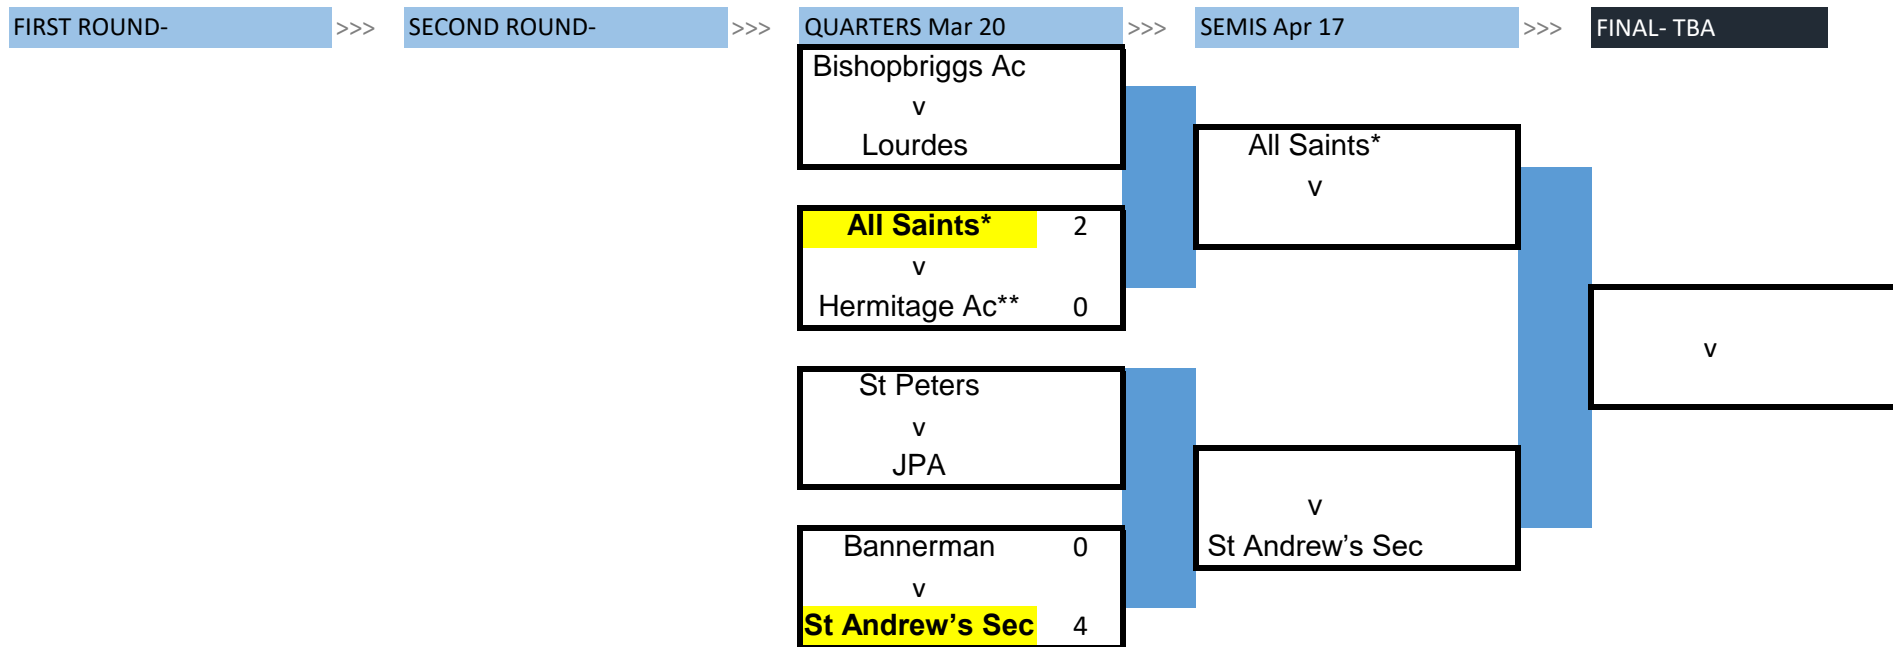 FIRST ROUND- >>> SECOND ROUND- >>> QUARTERS Mar 20 >>> SEMIS Apr 17 >>> FINAL- TBA
Bishopbriggs Ac
v
Lourdes
All Saints* 2
v
Hermitage Ac** 0
St Peters
v
JPA
Bannerman 0
v
St Andrew’s Sec 4
All Saints*
v
v
St Andrew’s Sec
v